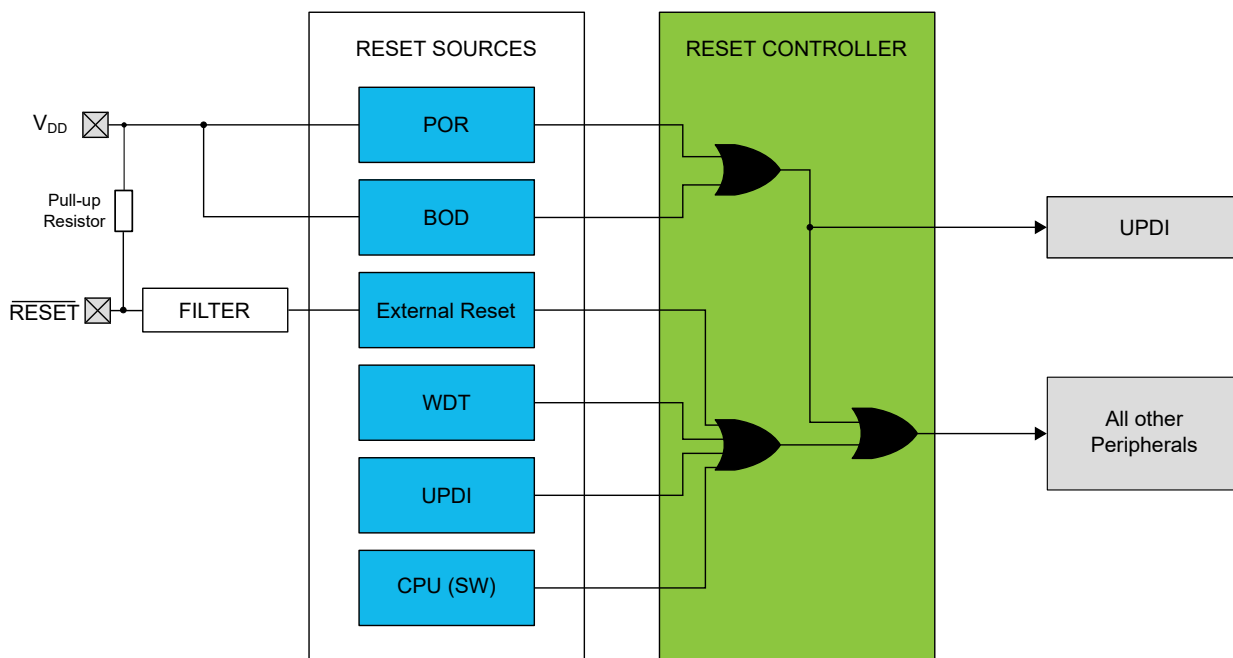 RESET SOURCES
RESET CONTROLLER
VDD
POR
Pull-up
Resistor
BOD
UPDI
RESET
FILTER
External Reset
WDT
All other
Peripherals
UPDI
CPU (SW)